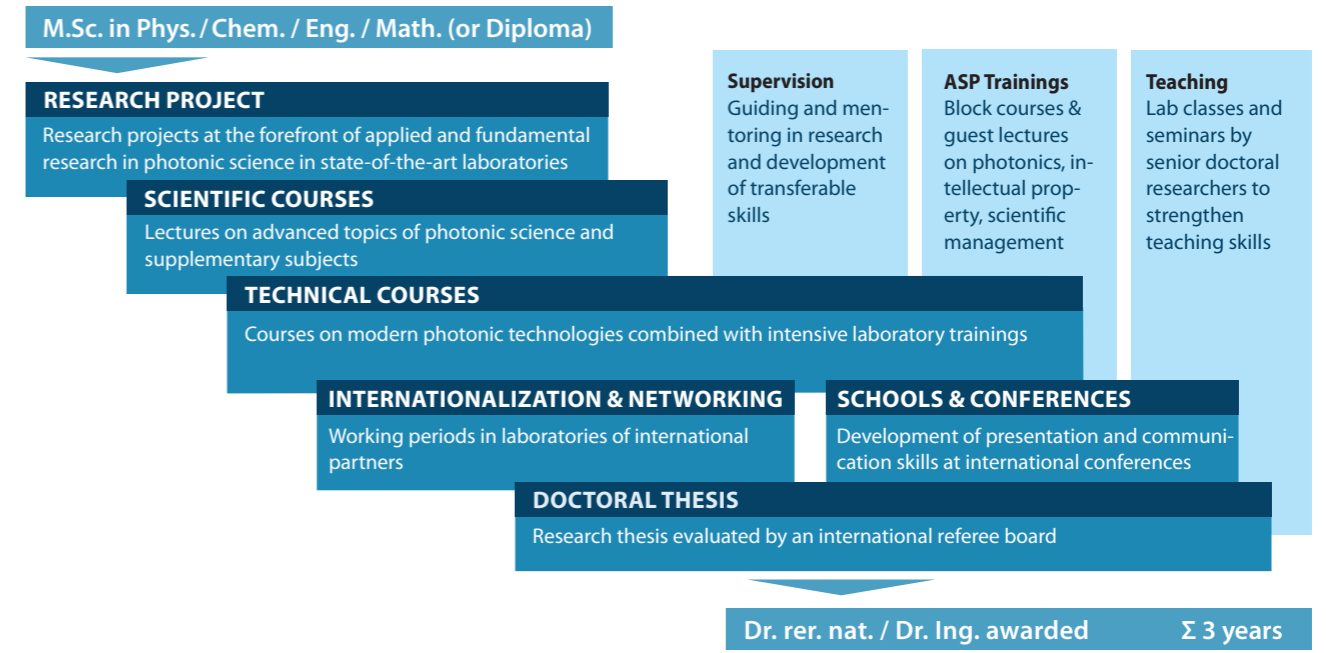 M.Sc. in Phys. / Chem. / Eng. / Math. (or Diploma)
RESEARCH PROJECT
Research projects at the forefront of applied and fundamental
research in photonic science in state-of-the-art laboratories
SCIENTIFIC COURSES
Lectures on advanced topics of photonic science and
supplementary subjects
Supervision
Guiding and men-
toring in research
and development
of transferable
skills
ASP Trainings
Block courses &
guest lectures
on photonics, in-
tellectual prop-
erty, scientific
management
Teaching
Lab classes and
seminars by
senior doctoral
researchers to
strengthen
teaching skills
TECHNICAL COURSES
Courses on modern photonic technologies combined with intensive laboratory trainings
INTERNATIONALIZATION & NETWORKING
Working periods in laboratories of international
partners
SCHOOLS & CONFERENCES
Development of presentation and communi-
cation skills at international conferences
DOCTORAL THESIS
Research thesis evaluated by an international referee board
Dr. rer. nat. / Dr. Ing. awarded Σ 3 years